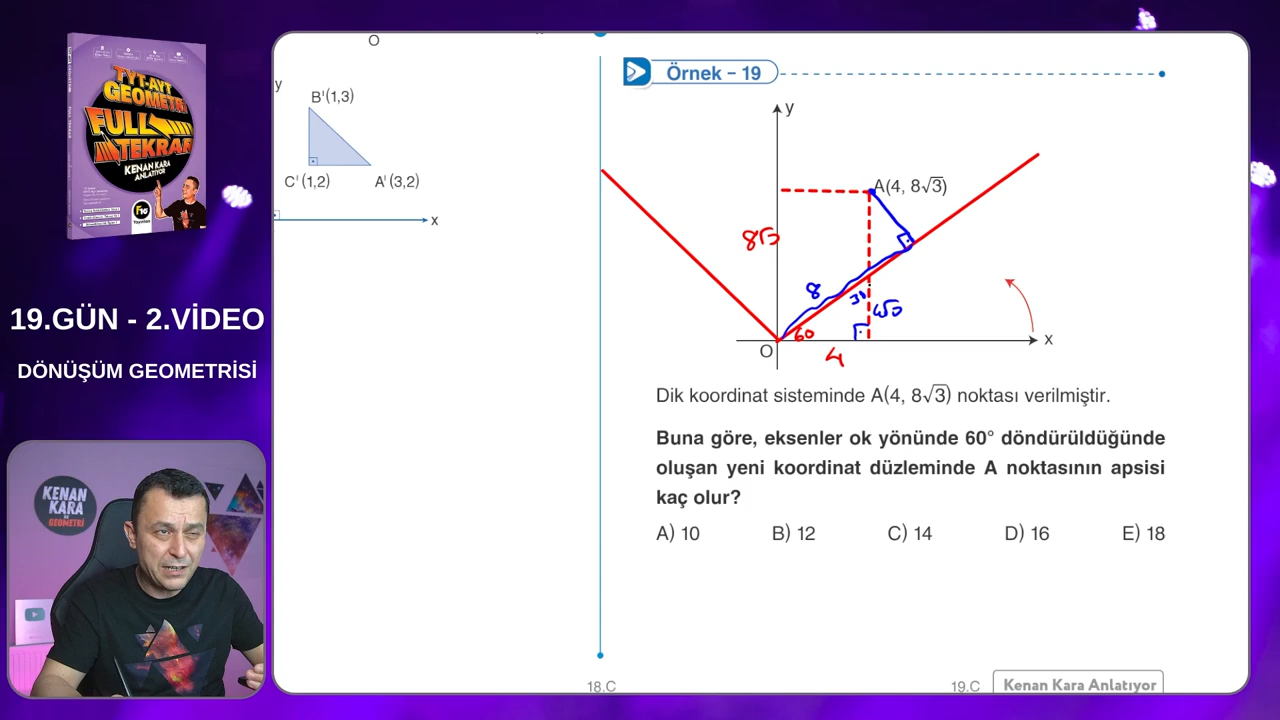 TYT-AYT
GEOMETRİ
FULL
TEKRAR
KENAN KARA
ANLATIYOR
19.GÜN - 2.VİDEO
DÖNÜŞÜM GEOMETRİSİ
KENAN
KARA
GEOMETRİ
O
y
B'(1,3)
C'(1,2)
A'(3,2)
x
Örnek – 19
y
A(4, 8√3)
8√3
8
30
4√3
60
4
O
x
Dik koordinat sisteminde A(4, 8√3) noktası verilmiştir.
Buna göre, eksenler ok yönünde 60° döndürüldüğünde
oluşan yeni koordinat düzleminde A noktasının apsisi
kaç olur?
A) 10 B) 12 C) 14 D) 16 E) 18
18.C
19.C
Kenan Kara Anlatıyor